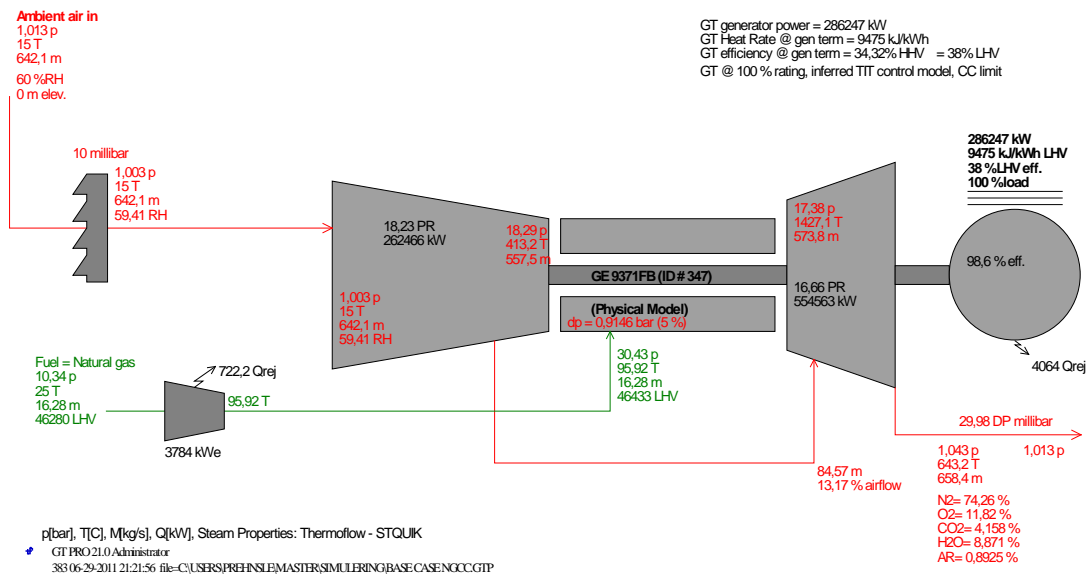 Ambient air in
1,013 p
15 T
642,1 m
60 %RH
0 m elev.
GT generator power = 286247 kW
GT Heat Rate @ gen term = 9475 kJ/kWh
GT efficiency @ gen term = 34,32% HHV = 38% LHV
GT @ 100 % rating, inferred TIT control model, CC limit
10 millibar
1,003 p
15 T
642,1 m
59,41 RH
18,23 PR
262466 kW
18,29 p
413,2 T
557,5 m
1,003 p
15 T
642,1 m
59,41 RH
GE 9371FB (ID # 347)
(Physical Model)
dp = 0,9146 bar (5 %)
17,38 p
1427,1 T
573,8 m
16,66 PR
554563 kW
286247 kW
9475 kJ/kWh LHV
38 %LHV eff.
100 %load
98,6 % eff.
4064 Qrej
Fuel = Natural gas
10,34 p
25 T
16,28 m
46280 LHV
722,2 Qrej
95,92 T
3784 kWe
30,43 p
95,92 T
16,28 m
46433 LHV
84,57 m
13,17 % airflow
29,98 DP millibar
1,043 p
643,2 T
658,4 m
1,013 p
N2= 74,26 %
O2= 11,82 %
CO2= 4,158 %
H2O= 8,871 %
AR= 0,8925 %
p[bar], T[C], M[kg/s], Q[kW], Steam Properties: Thermoflow - STQUIK
GT PRO 21.0 Administrator
383 06-29-2011 21:21:56 file=C:\USERS\PREHNSLE\MASTER\SIMULERING\BASE CASE NGCC.GTP